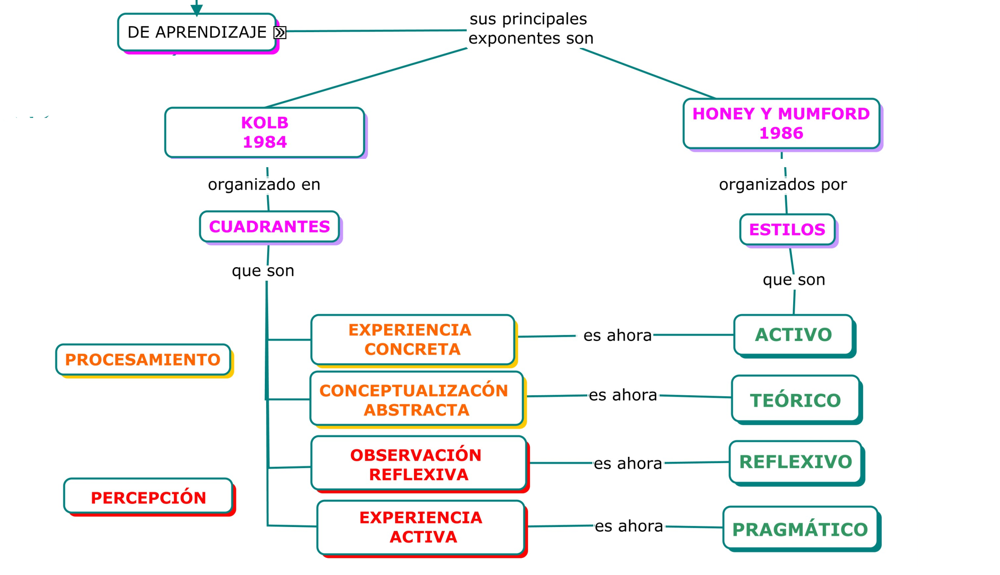 DE APRENDIZAJE
sus principales
exponentes son
KOLB
1984
HONEY Y MUMFORD
1986
organizado en
organizados por
CUADRANTES
ESTILOS
que son
que son
EXPERIENCIA
CONCRETA
es ahora
ACTIVO
PROCESAMIENTO
CONCEPTUALIZACÓN
ABSTRACTA
es ahora
TEÓRICO
OBSERVACIÓN
REFLEXIVA
es ahora
REFLEXIVO
PERCEPCIÓN
EXPERIENCIA
ACTIVA
es ahora
PRAGMÁTICO